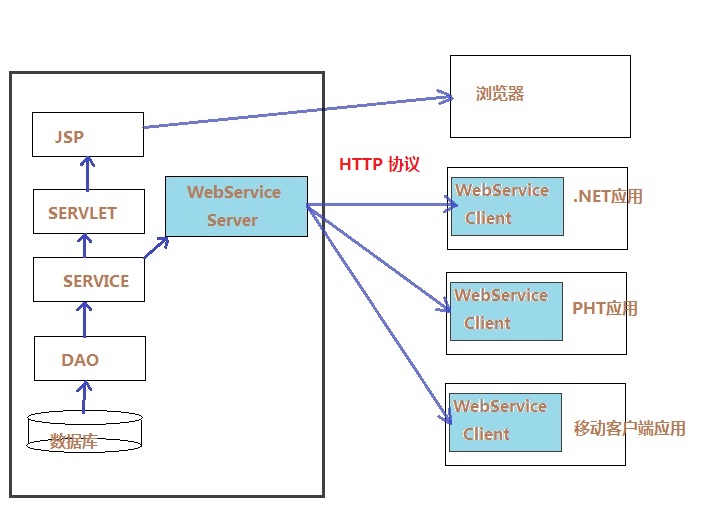 浏览器
JSP
HTTP 协议
WebService
Server
WebService
Client
.NET应用
SERVLET
SERVICE
WebService
Client
PHT应用
DAO
WebService
Client
移动客户端应用
数据库